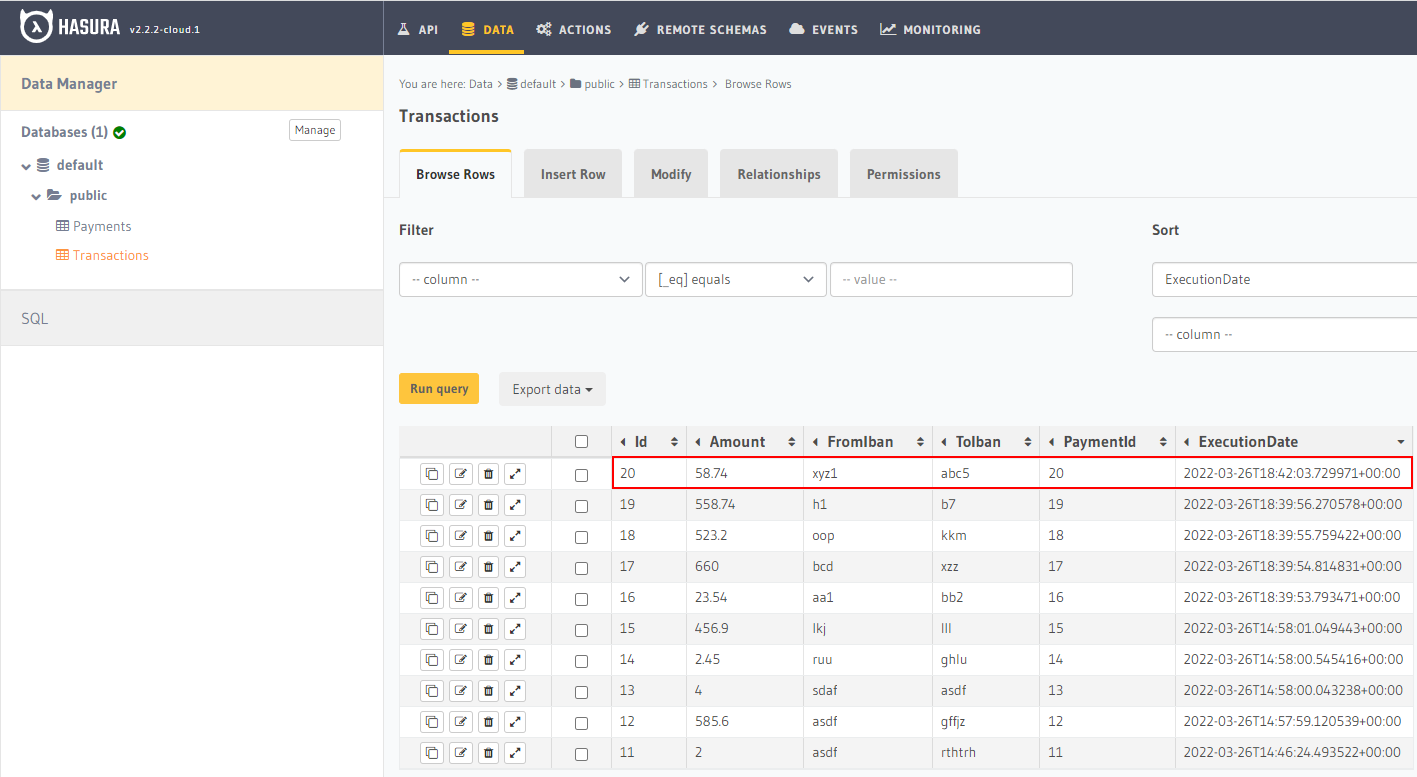 HASURA v2.2.2-cloud.1 API DATA ACTIONS REMOTE SCHEMAS EVENTS MONITORING
Data Manager
Databases (1) Manage
default
public
Payments
Transactions
SQL
You are here: Data > default > public > Transactions > Browse Rows
Transactions
Browse Rows Insert Row Modify Relationships Permissions
Filter Sort
-- column -- [_eq] equals -- value -- ExecutionDate
-- column --
Run query Export data
Id Amount FromIban ToIban PaymentId ExecutionDate
20 58.74 xyz1 abc5 20 2022-03-26T18:42:03.729971+00:00
19 558.74 h1 b7 19 2022-03-26T18:39:56.270578+00:00
18 523.2 oop kkm 18 2022-03-26T18:39:55.759422+00:00
17 660 bcd xzz 17 2022-03-26T18:39:54.814831+00:00
16 23.54 aa1 bb2 16 2022-03-26T18:39:53.793471+00:00
15 456.9 lkj lll 15 2022-03-26T14:58:01.049443+00:00
14 2.45 ruu ghlu 14 2022-03-26T14:58:00.545416+00:00
13 4 sdaf asdf 13 2022-03-26T14:58:00.043238+00:00
12 585.6 asdf gffjz 12 2022-03-26T14:57:59.120539+00:00
11 2 asdf rthtrh 11 2022-03-26T14:46:24.493522+00:00